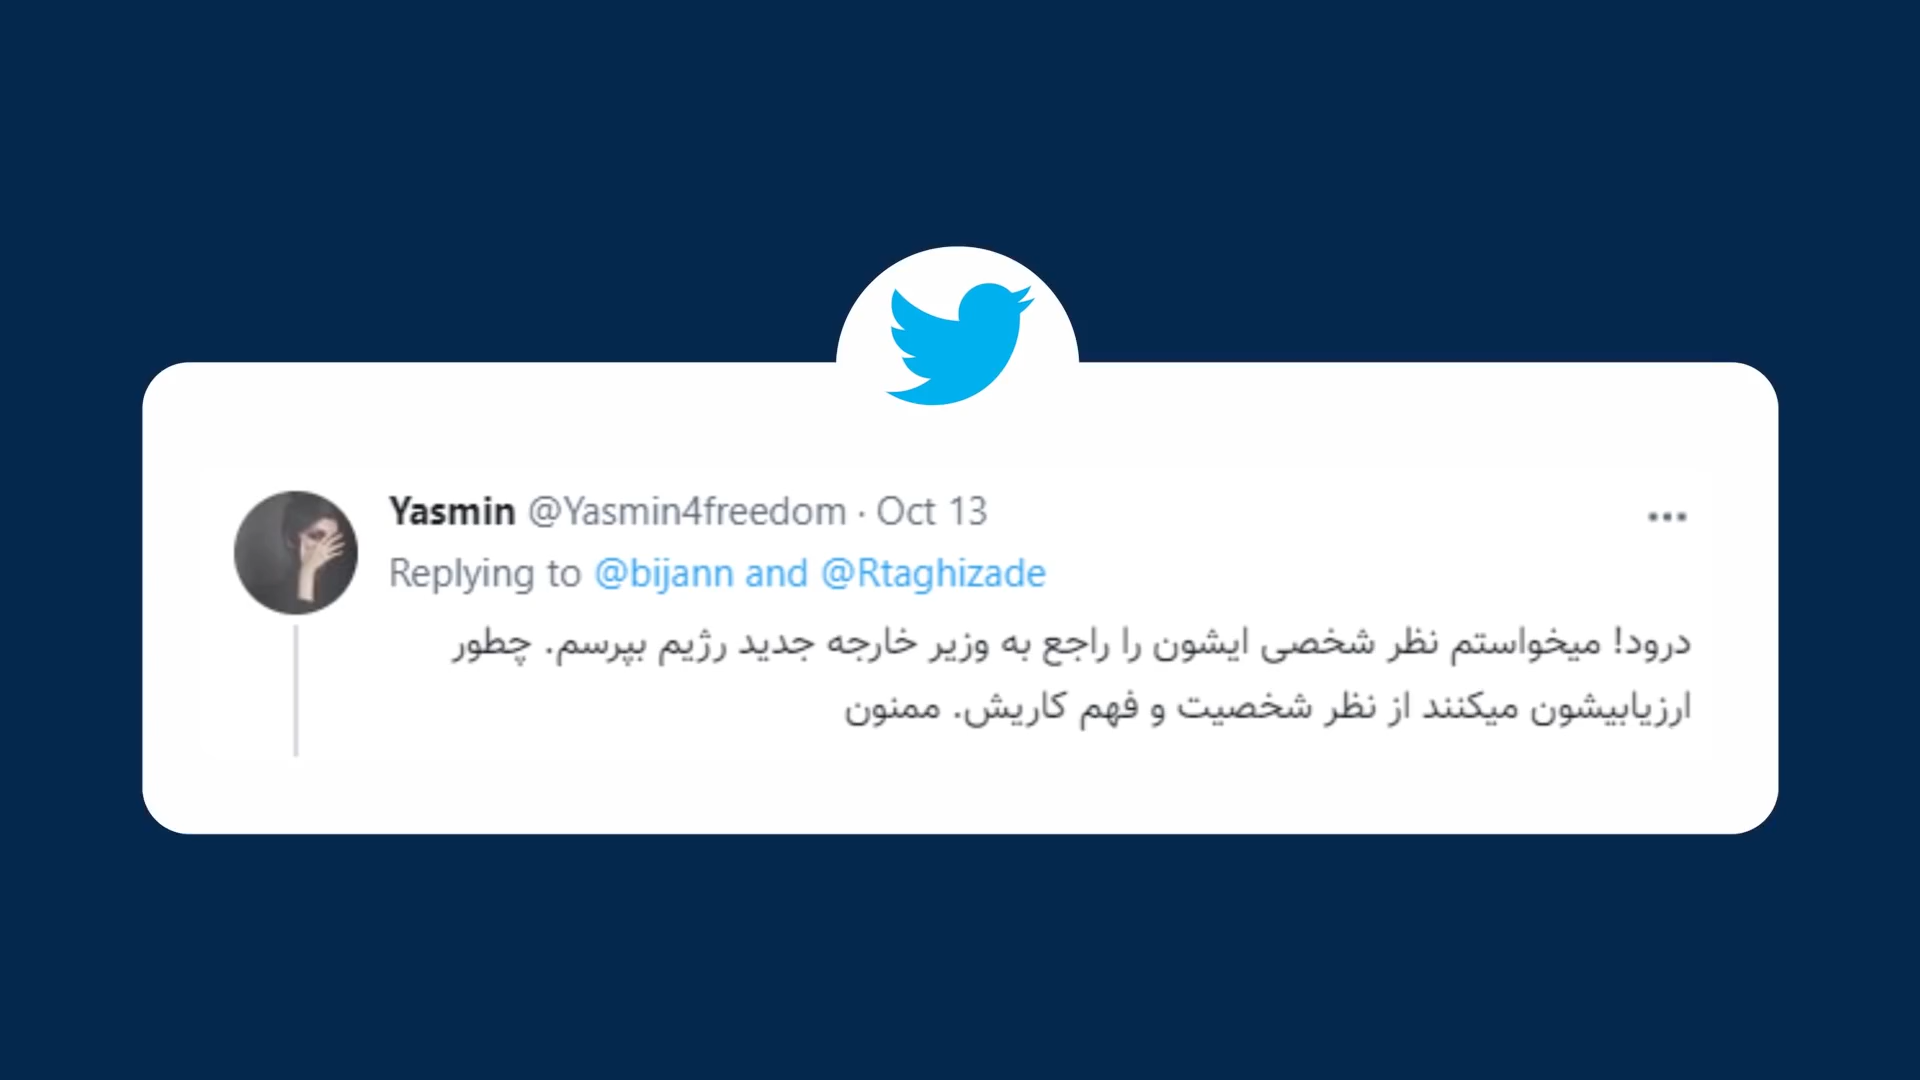 Yasmin @Yasmin4freedom · Oct 13
Replying to @bijann and @Rtaghizade
درود! میخواستم نظر شخصی ایشون را راجع به وزیر خارجه جدید رژیم بپرسم. چطور
ارزیابیشون میکنند از نظر شخصیت و فهم کاریش. ممنون